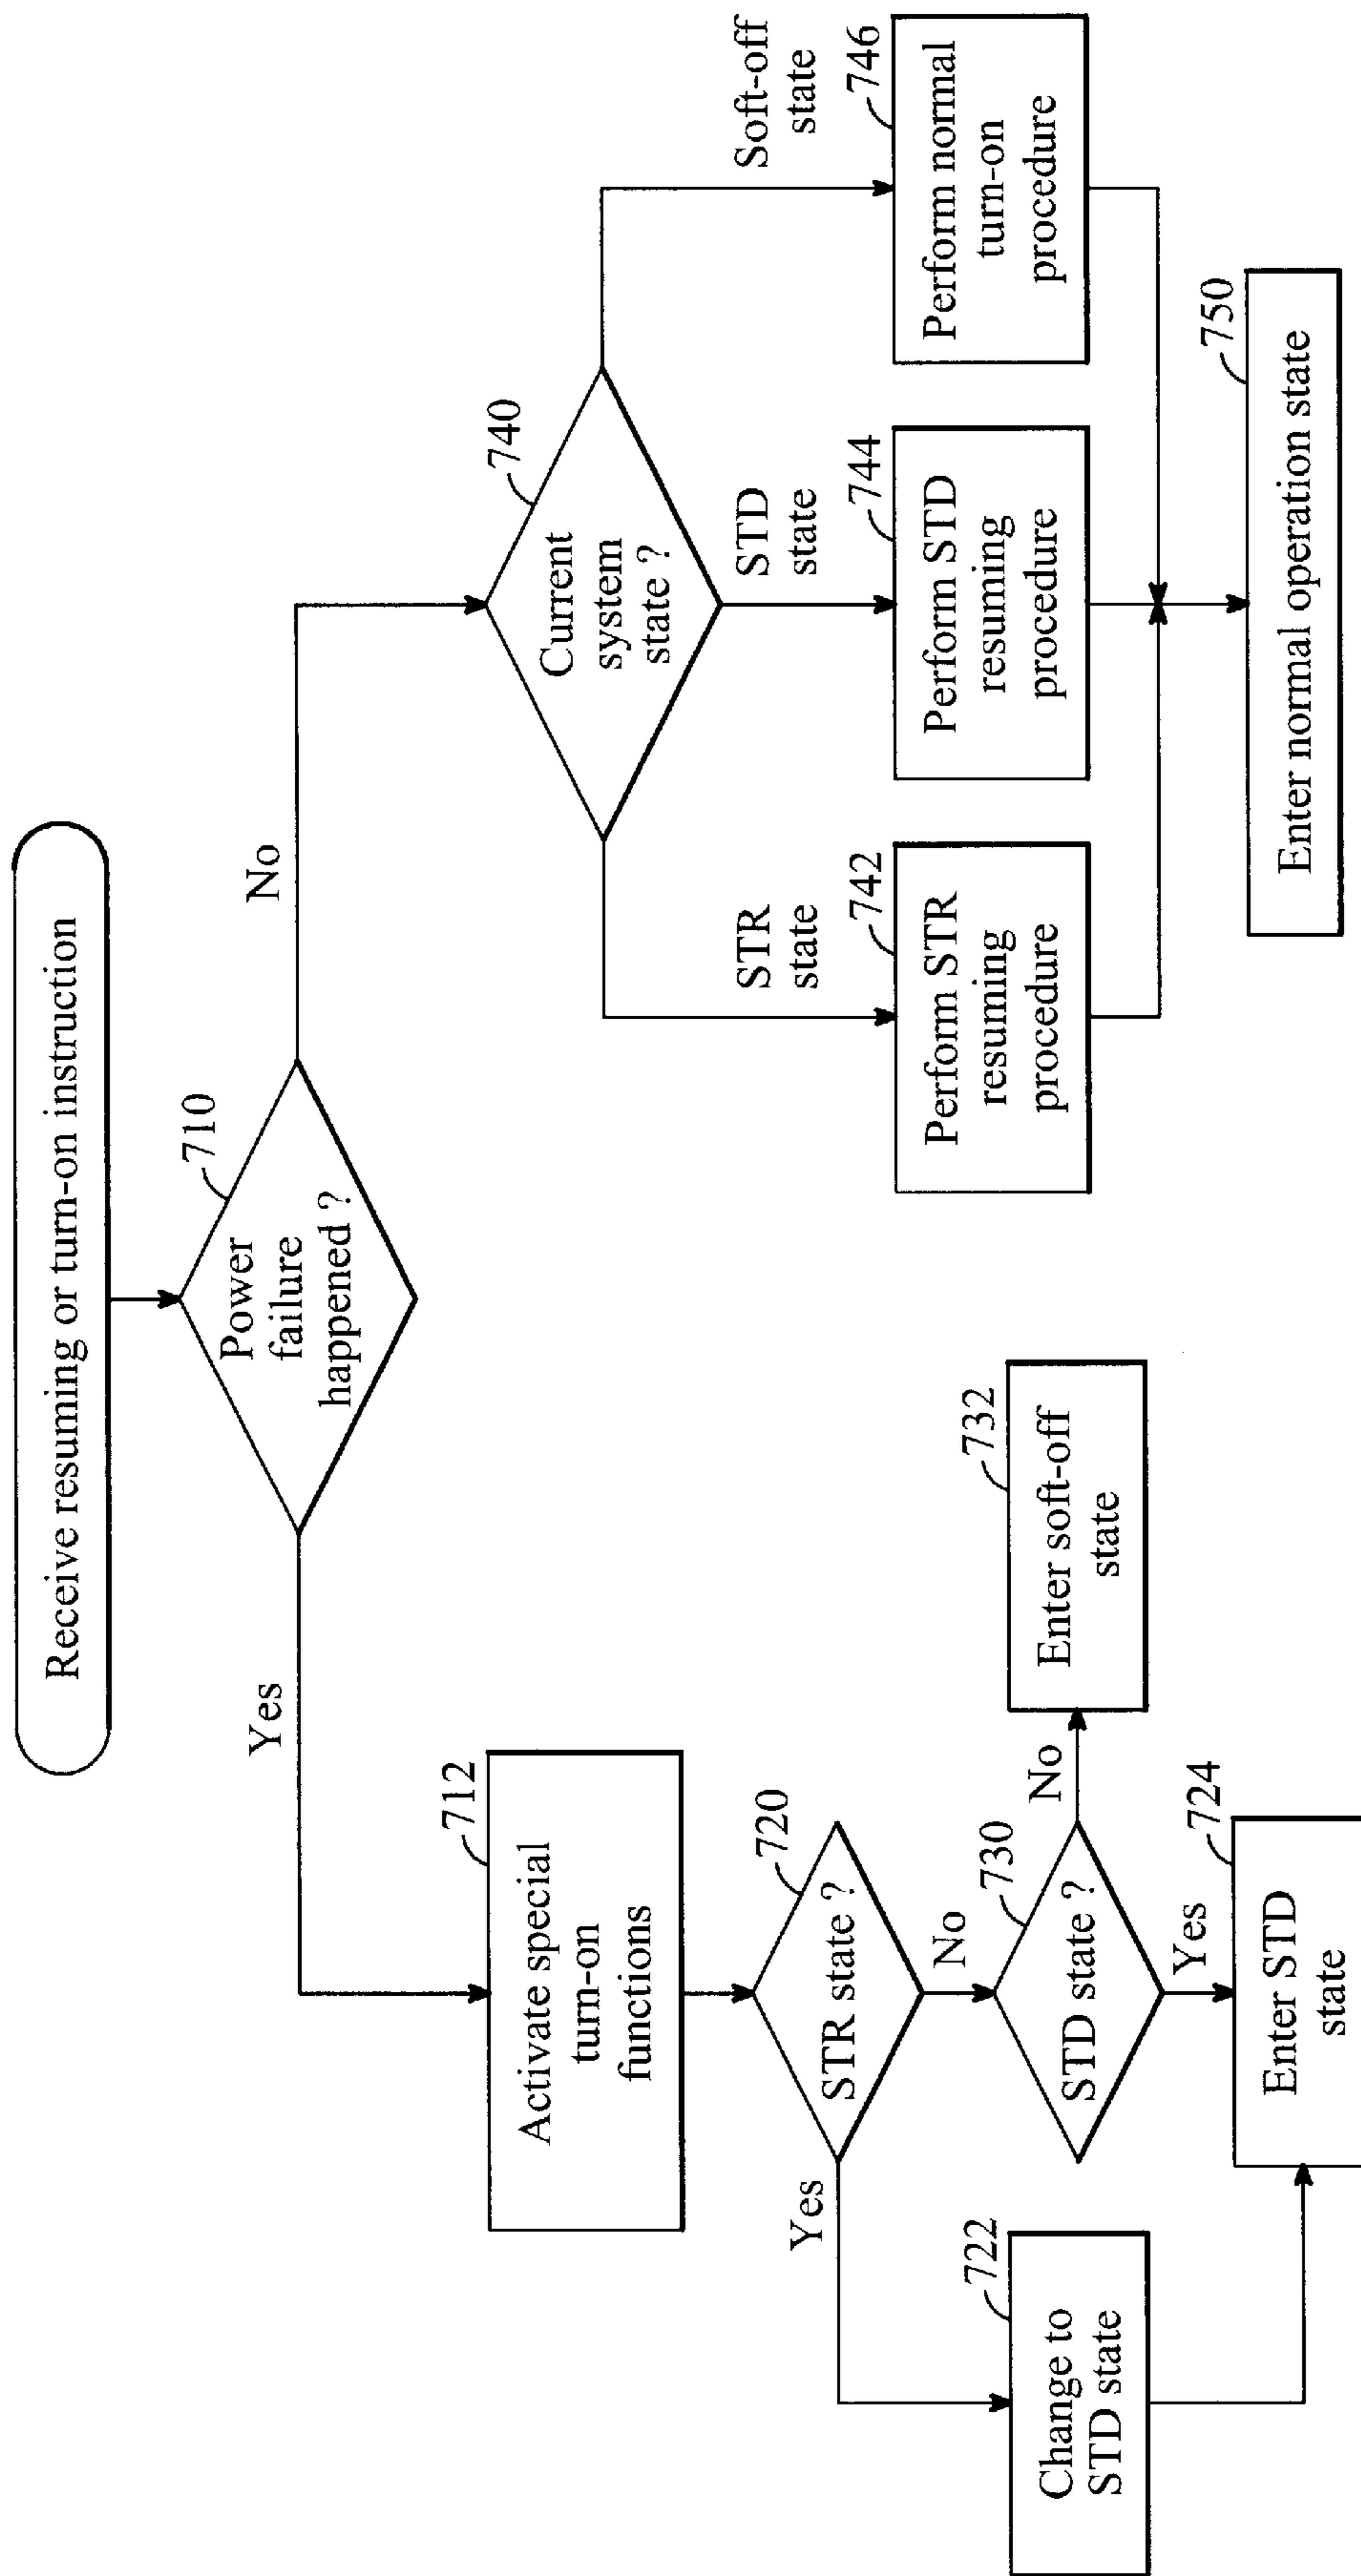 Receive resuming or turn-on instruction
710
Power
failure
happened ?
Yes
No
712
Activate special
turn-on
functions
740
Current
system
state ?
720
STR state ?
Yes
No
STR
state
STD
state
Soft-off
state
722
Change to
STD state
730
STD state ?
No
Yes
732
Enter soft-off
state
742
Perform STR
resuming
procedure
744
Perform STD
resuming
procedure
746
Perform normal
turn-on
procedure
724
Enter STD
state
750
Enter normal operation state